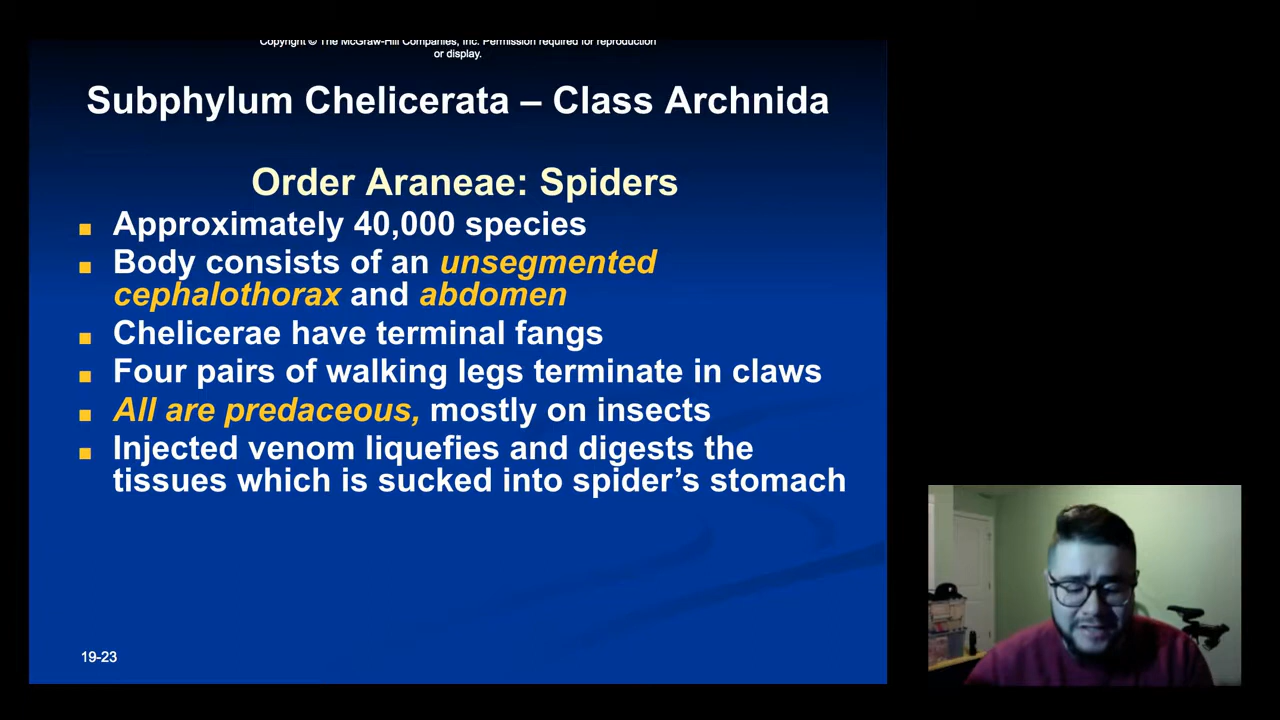 Copyright © The McGraw-Hill Companies, Inc. Permission required for reproduction
or display.
Subphylum Chelicerata – Class Archnida
Order Araneae: Spiders
Approximately 40,000 species
Body consists of an unsegmented
cephalothorax and abdomen
Chelicerae have terminal fangs
Four pairs of walking legs terminate in claws
All are predaceous, mostly on insects
Injected venom liquefies and digests the
tissues which is sucked into spider’s stomach
19-23